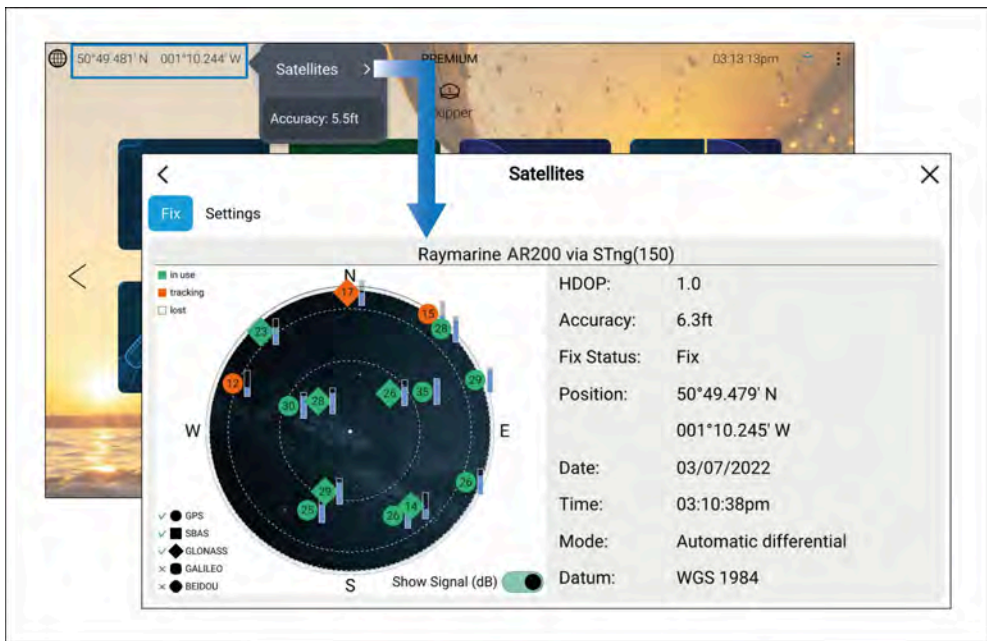 50°49.481' N 001°10.244' W
Satellites >
PREMIUM
03:13:13pm
Accuracy: 5.5ft
Satellites
Fix Settings
Raymarine AR200 via STng(150)
in use
tracking
lost
N
17
15
28
23
12
29
30
28
26
35
W
E
26
29
25
26
14
S
GPS
SBAS
GLONASS
GALILEO
BEIDOU
Show Signal (dB)
HDOP: 1.0
Accuracy: 6.3ft
Fix Status: Fix
Position: 50°49.479' N
001°10.245' W
Date: 03/07/2022
Time: 03:10:38pm
Mode: Automatic differential
Datum: WGS 1984